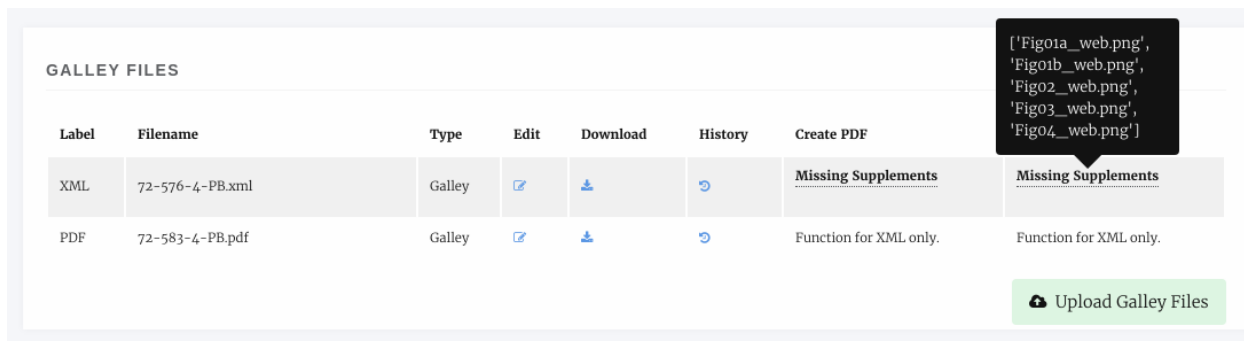 ['Fig01a_web.png',
'Fig01b_web.png',
'Fig02_web.png',
'Fig03_web.png',
'Fig04_web.png']
GALLEY FILES
Label Filename Type Edit Download History Create PDF
XML 72-576-4-PB.xml Galley Missing Supplements Missing Supplements
PDF 72-583-4-PB.pdf Galley Function for XML only. Function for XML only.
Upload Galley Files